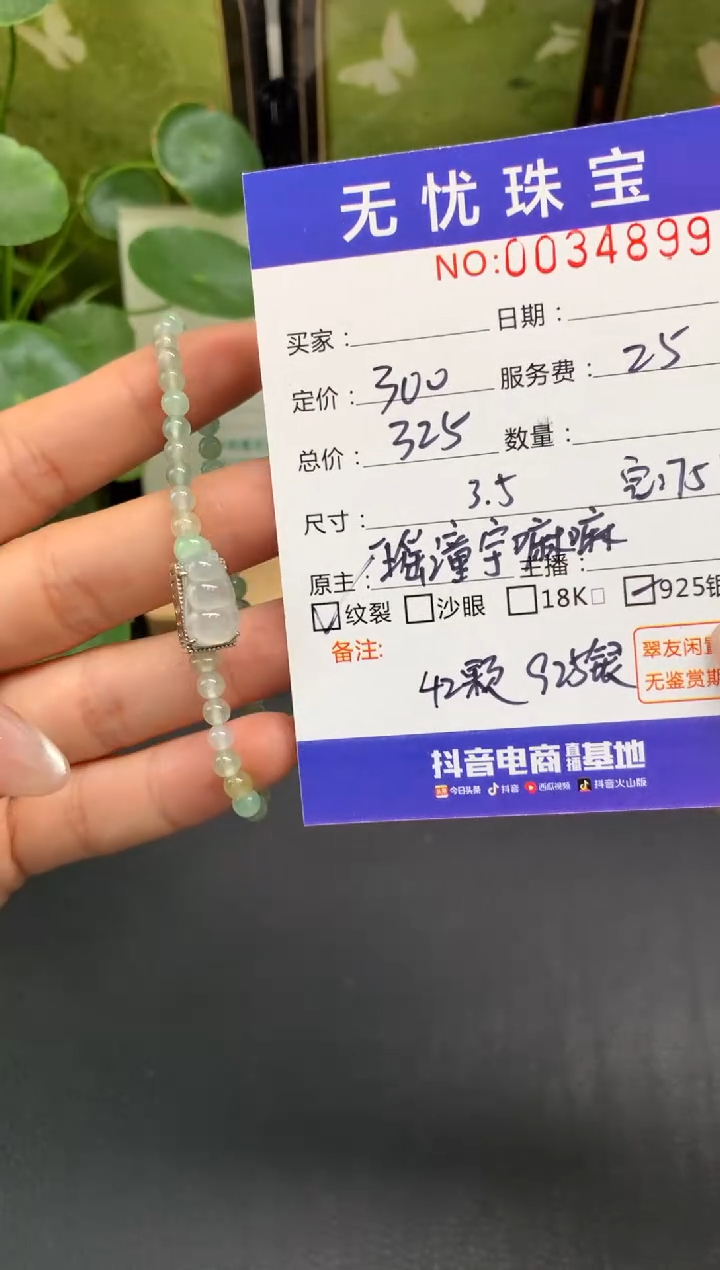 无忧珠宝
NO:0034899
买家： 日期：
定价：300 服务费：25
总价：325 数量：
尺寸：3.5 宽:75
原主：瑶潼宇嘛嘛 主播：
纹裂 沙眼 18K 925银
备注: 42颗 925银
翠友闲置
无鉴赏期
抖音电商直播基地
今日头条 抖音 西瓜视频 抖音火山版